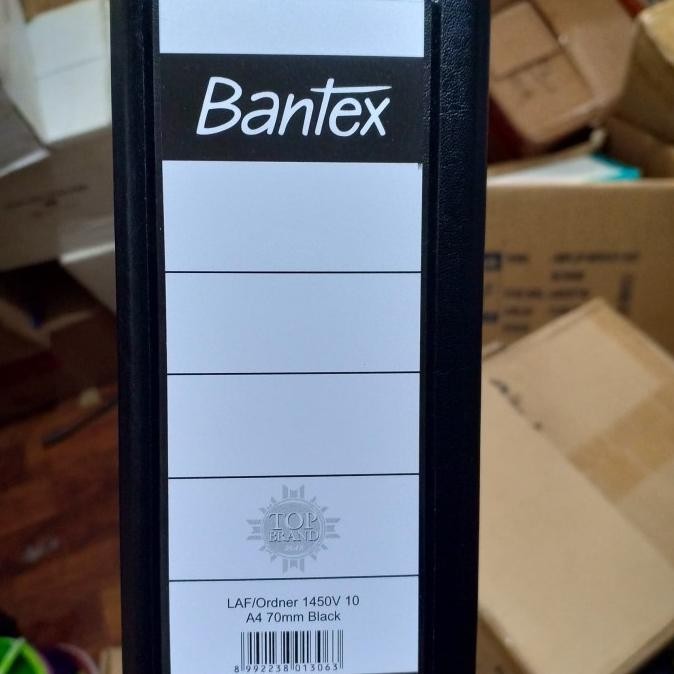 Bantex
TOP
BRAND
LAF/Ordner 1450V 10
A4 70mm Black
8 992238 013063